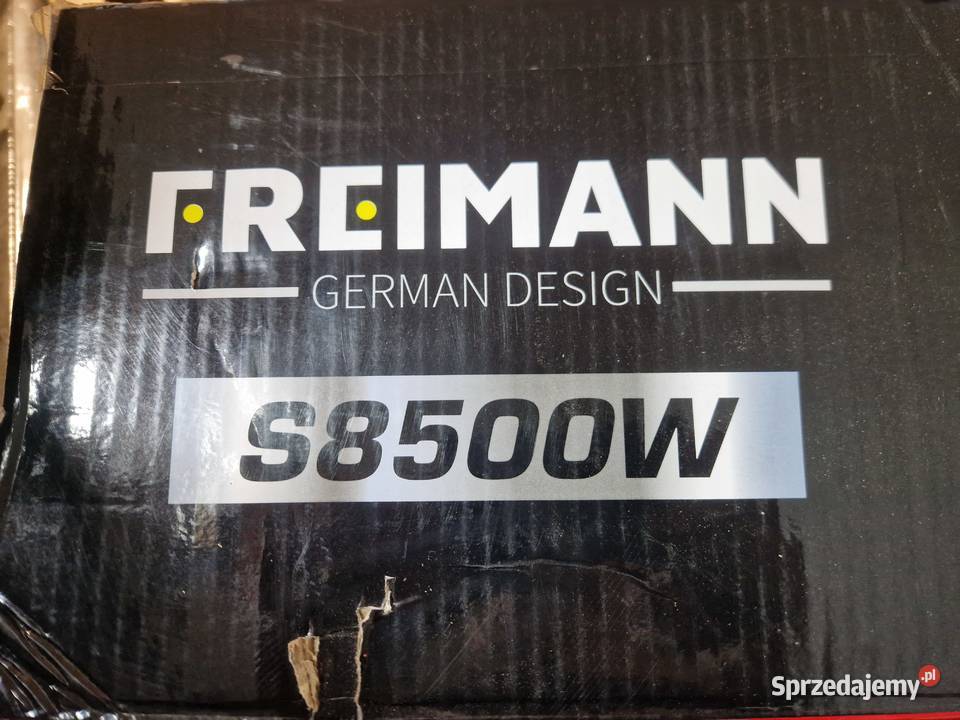 FREIMANN
GERMAN DESIGN
S8500W
Sprzedajemy.pl